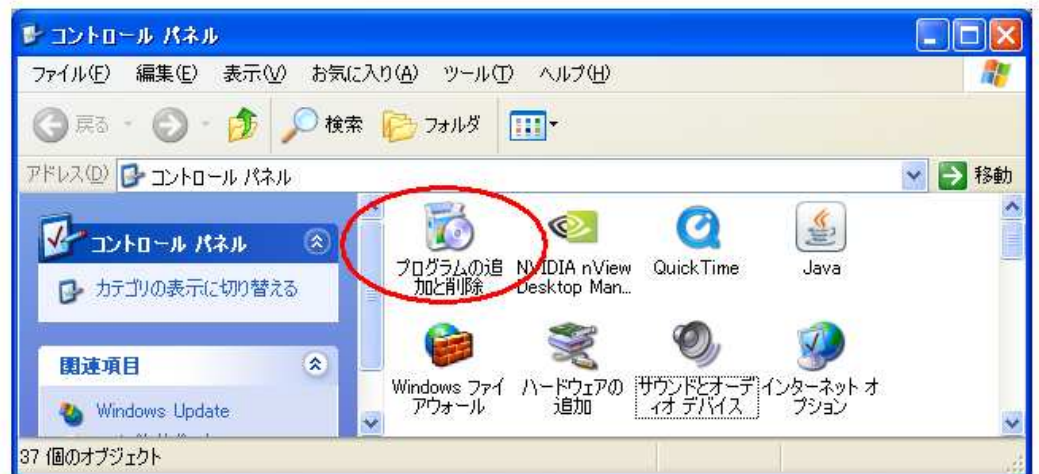 コントロール パネル
ファイル(F) 編集(E) 表示(V) お気に入り(A) ツール(T) ヘルプ(H)
戻る 検索 フォルダ
アドレス(D) コントロール パネル 移動
コントロール パネル
カテゴリの表示に切り替える
関連項目
Windows Update
プログラムの追
加と削除
NVIDIA nView
Desktop Man...
QuickTime
Java
Windows ファイ
アウォール
ハードウェアの
追加
サウンドとオーデ
ィオ デバイス
インターネット オ
プション
37 個のオブジェクト